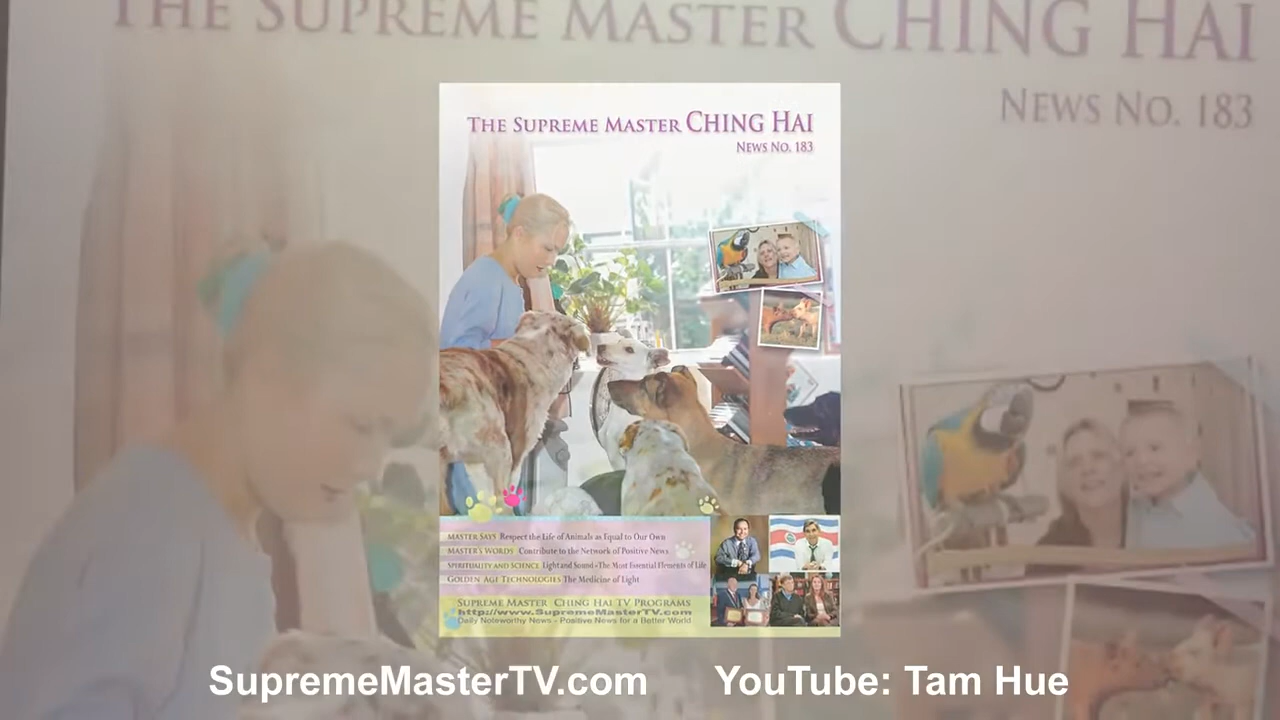 THE SUPREME MASTER CHING HAI
NEWS NO. 183
THE SUPREME MASTER CHING HAI
NEWS NO. 183
MASTER SAYS Respect the Life of Animals as Equal to Our Own
MASTER'S WORDS Contribute to the Network of Positive News
SPIRITUALITY AND SCIENCE Light and Sound - The Most Essential Elements of Life
GOLDEN AGE TECHNOLOGIES The Medicine of Light
SUPREME MASTER CHING HAI TV PROGRAMS
http://www.SupremeMasterTV.com
Daily Noteworthy News - Positive News for a Better World
SupremeMasterTV.com YouTube: Tam Hue